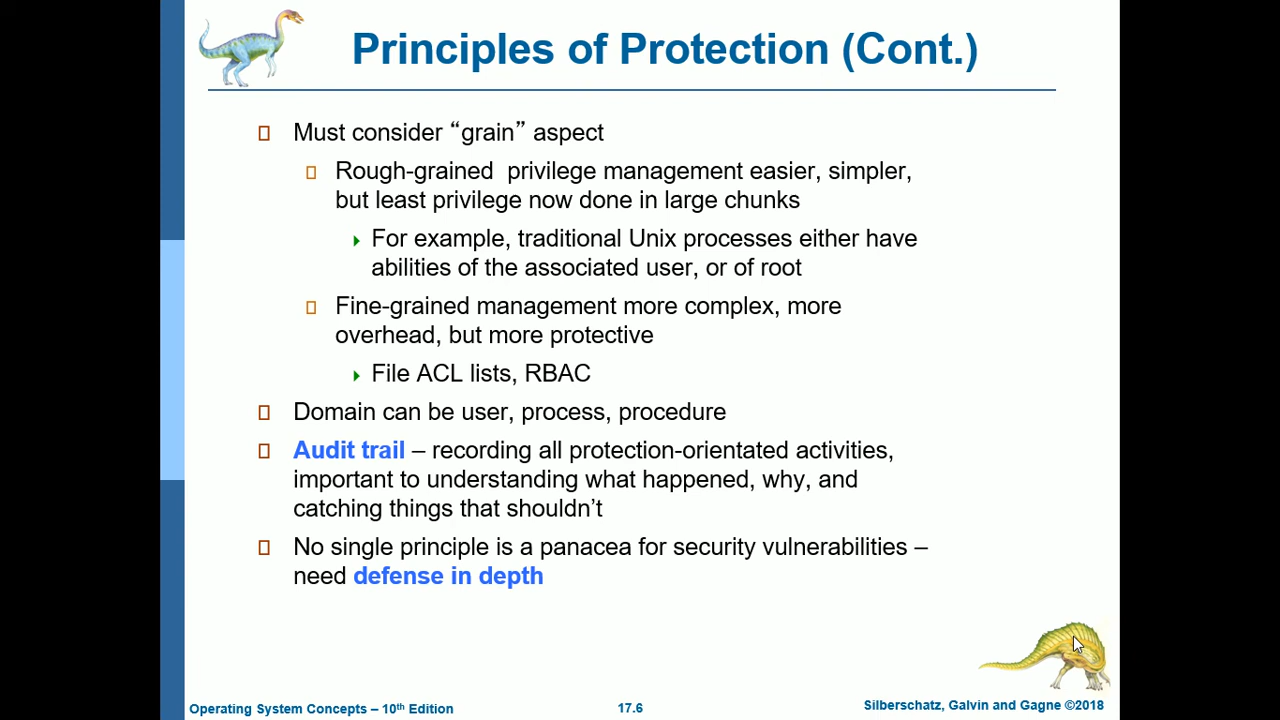 Principles of Protection (Cont.)
Must consider “grain” aspect
Rough-grained privilege management easier, simpler,
but least privilege now done in large chunks
For example, traditional Unix processes either have
abilities of the associated user, or of root
Fine-grained management more complex, more
overhead, but more protective
File ACL lists, RBAC
Domain can be user, process, procedure
Audit trail – recording all protection-orientated activities,
important to understanding what happened, why, and
catching things that shouldn’t
No single principle is a panacea for security vulnerabilities –
need defense in depth
Operating System Concepts – 10th Edition
17.6
Silberschatz, Galvin and Gagne ©2018